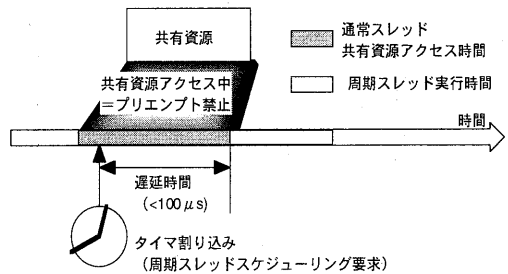 共有資源
通常スレッド
共有資源アクセス時間
共有資源アクセス中
=プリエンプト禁止
周期スレッド実行時間
時間
遅延時間
(<100μs)
タイマ割り込み
(周期スレッドスケジューリング要求)